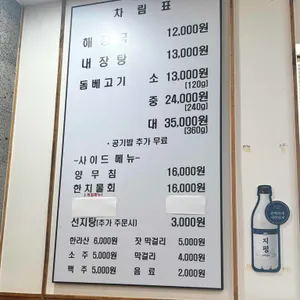 차 림 표
해 장 국 12,000원
내 장 탕 13,000원
돔베고기 소 13,000원
(120g)
중 24,000원
(240g)
대 35,000원
(360g)
· 공기밥 추가 무료
-사이드 메뉴-
양 무 침 16,000원
한치물회 16,000원
선지탕(추가 주문시) 3,000원
한라산 6,000원 잣 막걸리 5,000원
소 주 5,000원 막걸리 4,000원
맥 주 5,000원 음 료 2,000원
지평